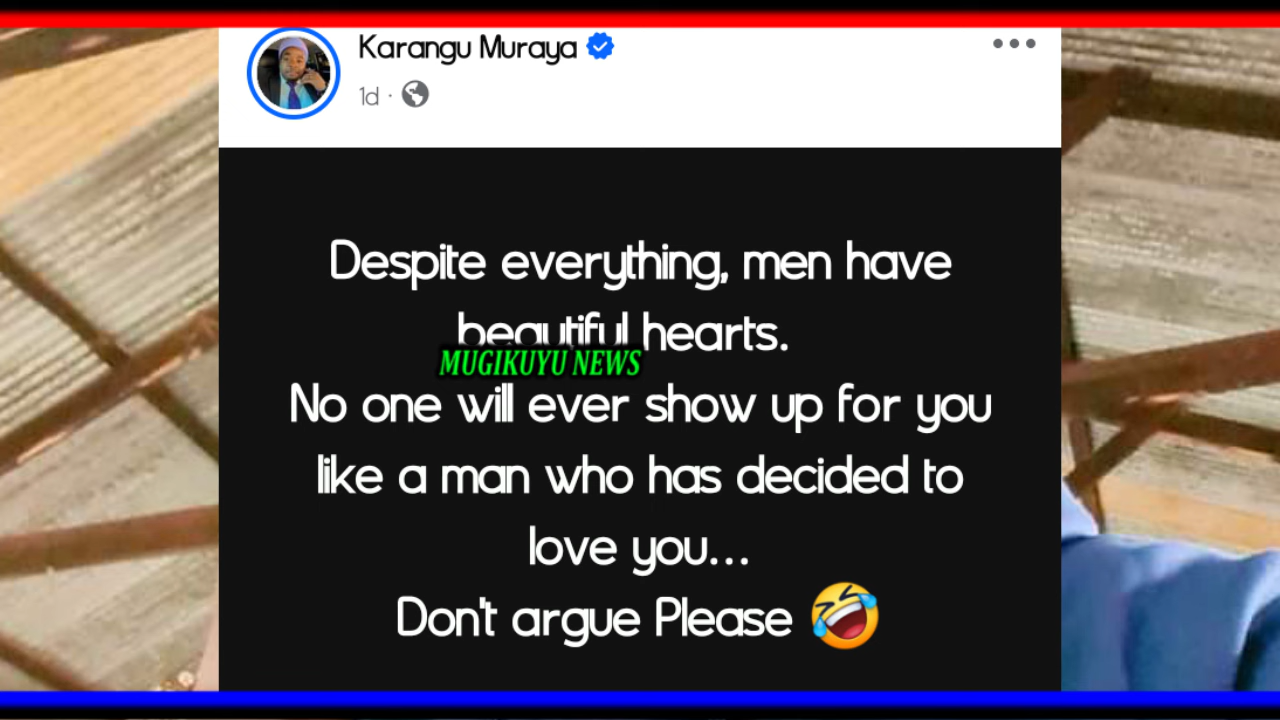 Karangu Muraya
1d ·
Despite everything, men have
beautiful hearts.
MUGIKUYU NEWS
No one will ever show up for you
like a man who has decided to
love you...
Don't argue Please 🤣